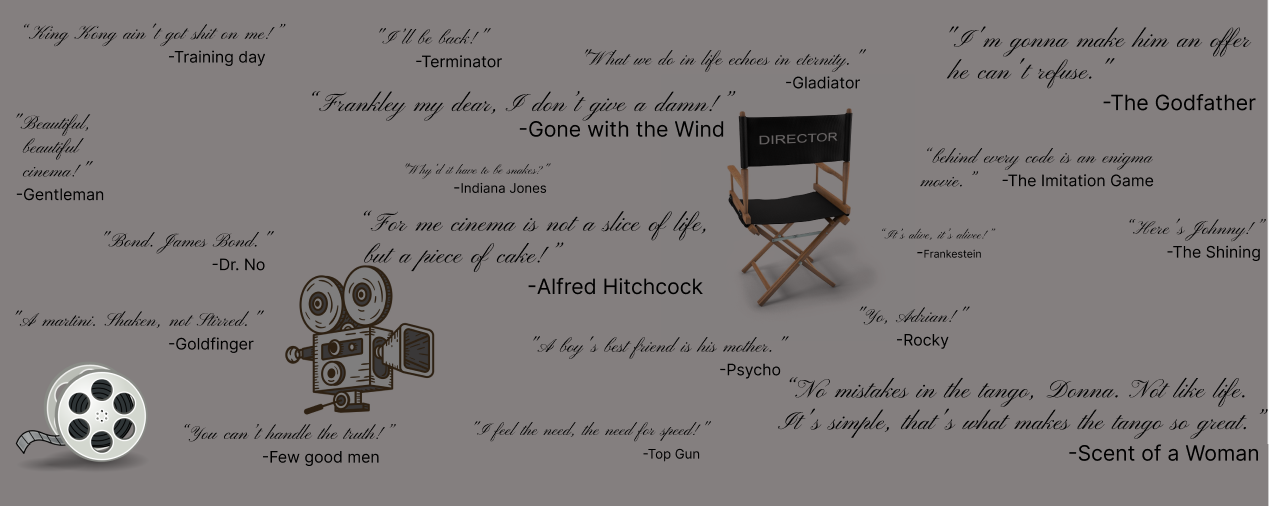 “King Kong ain't got shit on me!"
-Training day
"I'll be back!"
-Terminator
"What we do in life echoes in eternity."
-Gladiator
"I'm gonna make him an offer
he can't refuse."
-The Godfather
“Frankley my dear, I don't give a damn!"
-Gone with the Wind
"Beautiful,
beautiful
cinema!"
-Gentleman
DIRECTOR
"Why'd it have to be snakes?"
-Indiana Jones
“behind every code is an enigma
movie." -The Imitation Game
“For me cinema is not a slice of life,
but a piece of cake!”
-Alfred Hitchcock
"Bond. James Bond."
-Dr. No
“It's alive, it's alivee!"
-Frankestein
"Here's Johnny!"
-The Shining
"A martini. Shaken, not Stirred."
-Goldfinger
"Yo, Adrian!"
-Rocky
"A boy's best friend is his mother."
-Psycho
“No mistakes in the tango, Donna. Not like life.
It's simple, that's what makes the tango so great."
-Scent of a Woman
“You can't handle the truth!"
-Few good men
"I feel the need, the need for speed!"
-Top Gun